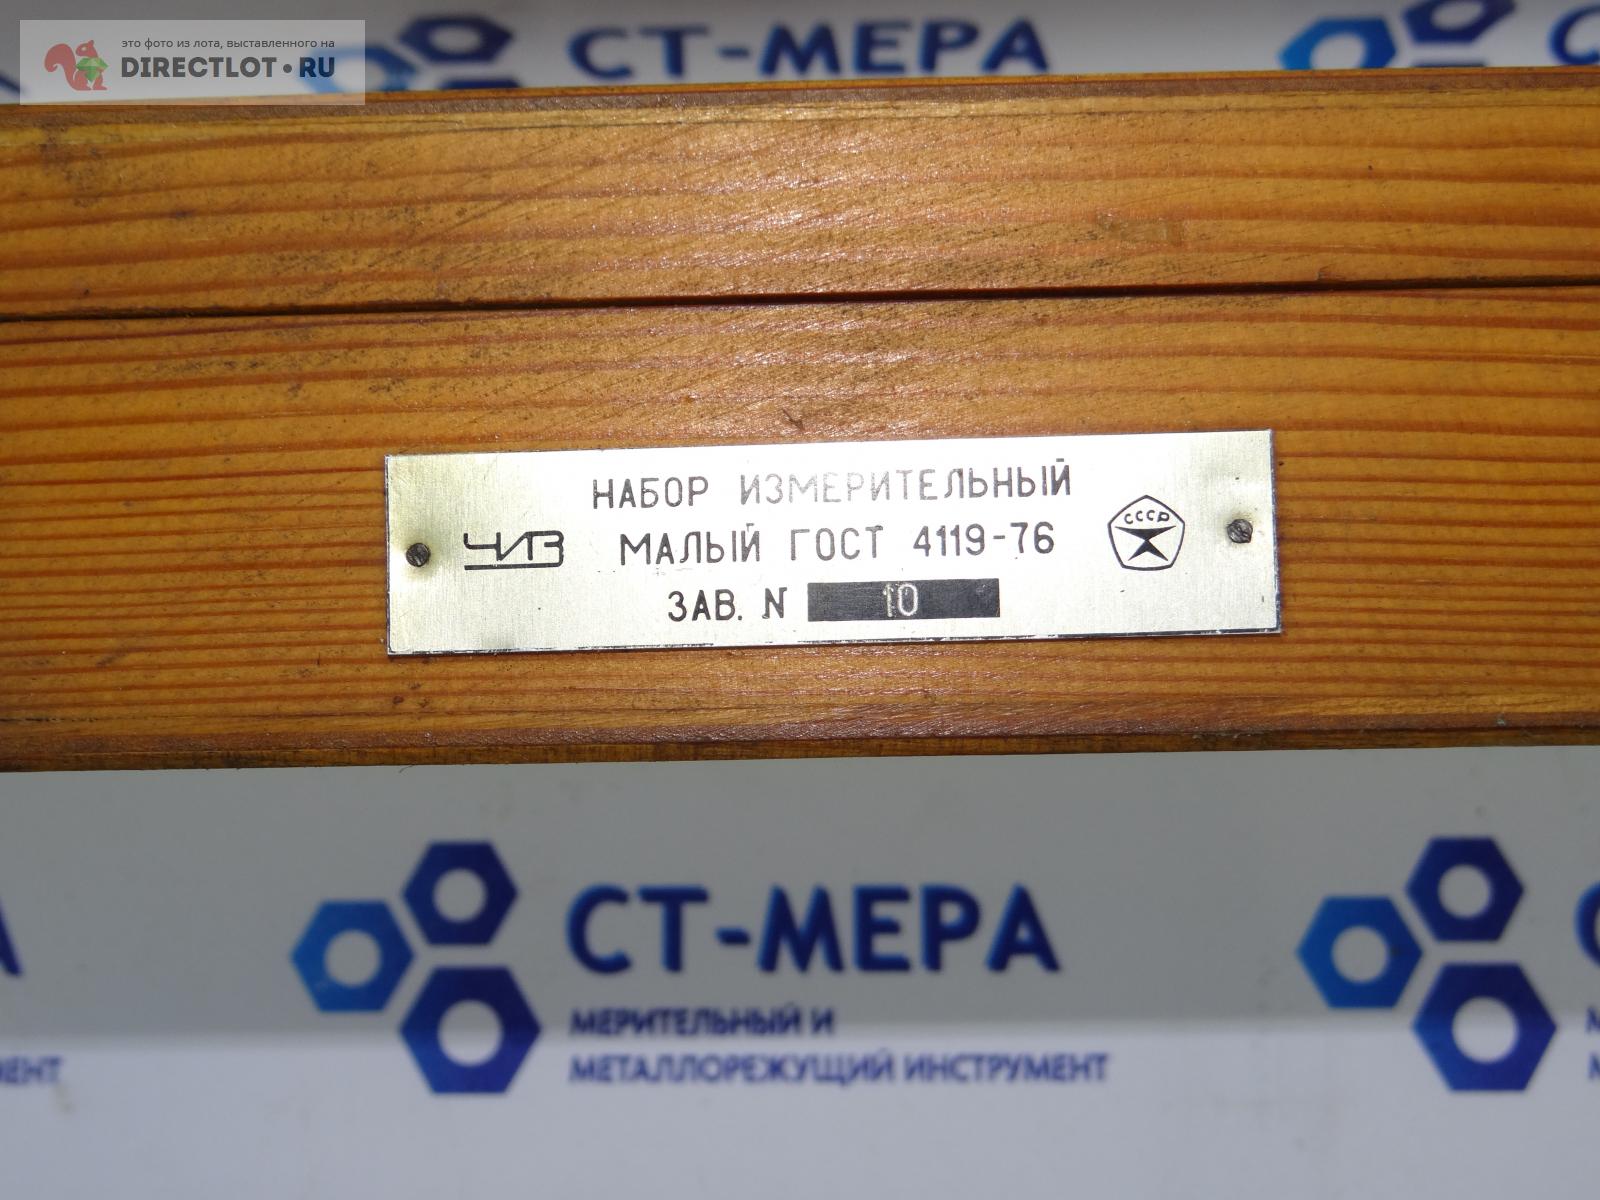 это фото из лота, выставленного на
DIRECTLOT.RU
СТ-МЕРА
НАБОР ИЗМЕРИТЕЛЬНЫЙ
ЧИЗ
МАЛЫЙ ГОСТ 4119-76
СССР
ЗАВ. N 10
СТ-МЕРА
МЕРИТЕЛЬНЫЙ И
МЕТАЛЛОРЕЖУЩИЙ ИНСТРУМЕНТ